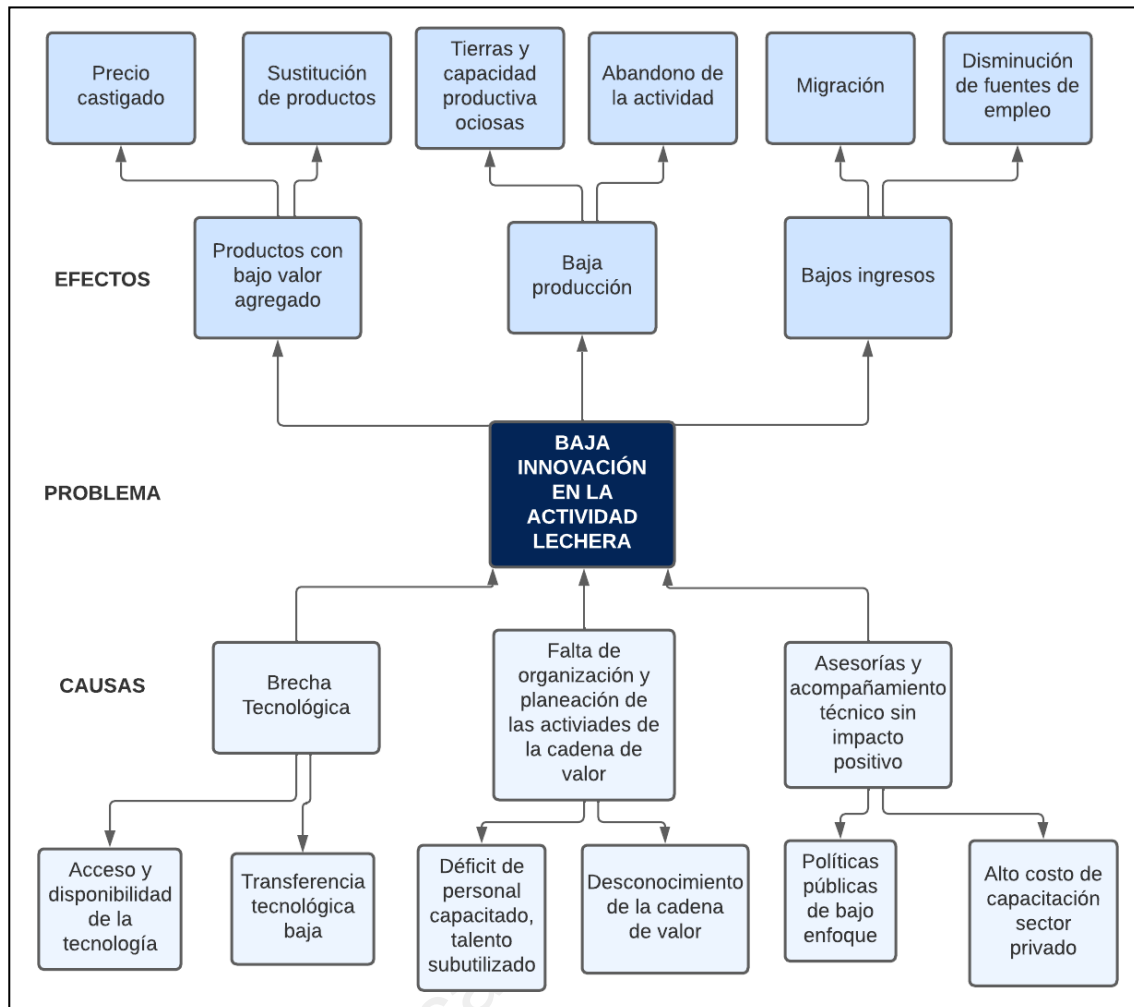 Precio
castigado
Sustitución
de productos
Tierras y
capacidad
productiva
ociosas
Abandono de
la actividad
Migración
Disminución
de fuentes de
empleo
EFECTOS
Productos con
bajo valor
agregado
Baja
producción
Bajos ingresos
PROBLEMA
BAJA
INNOVACIÓN
EN LA
ACTIVIDAD
LECHERA
CAUSAS
Brecha
Tecnológica
Falta de
organización y
planeación de
las activiades de
la cadena de
valor
Asesorías y
acompañamiento
técnico sin
impacto
positivo
Acceso y
disponibilidad
de la
tecnología
Transferencia
tecnológica
baja
Déficit de
personal
capacitado,
talento
subutilizado
Desconocimiento
de la cadena
de valor
Políticas
públicas
de bajo
enfoque
Alto costo de
capacitación
sector
privado